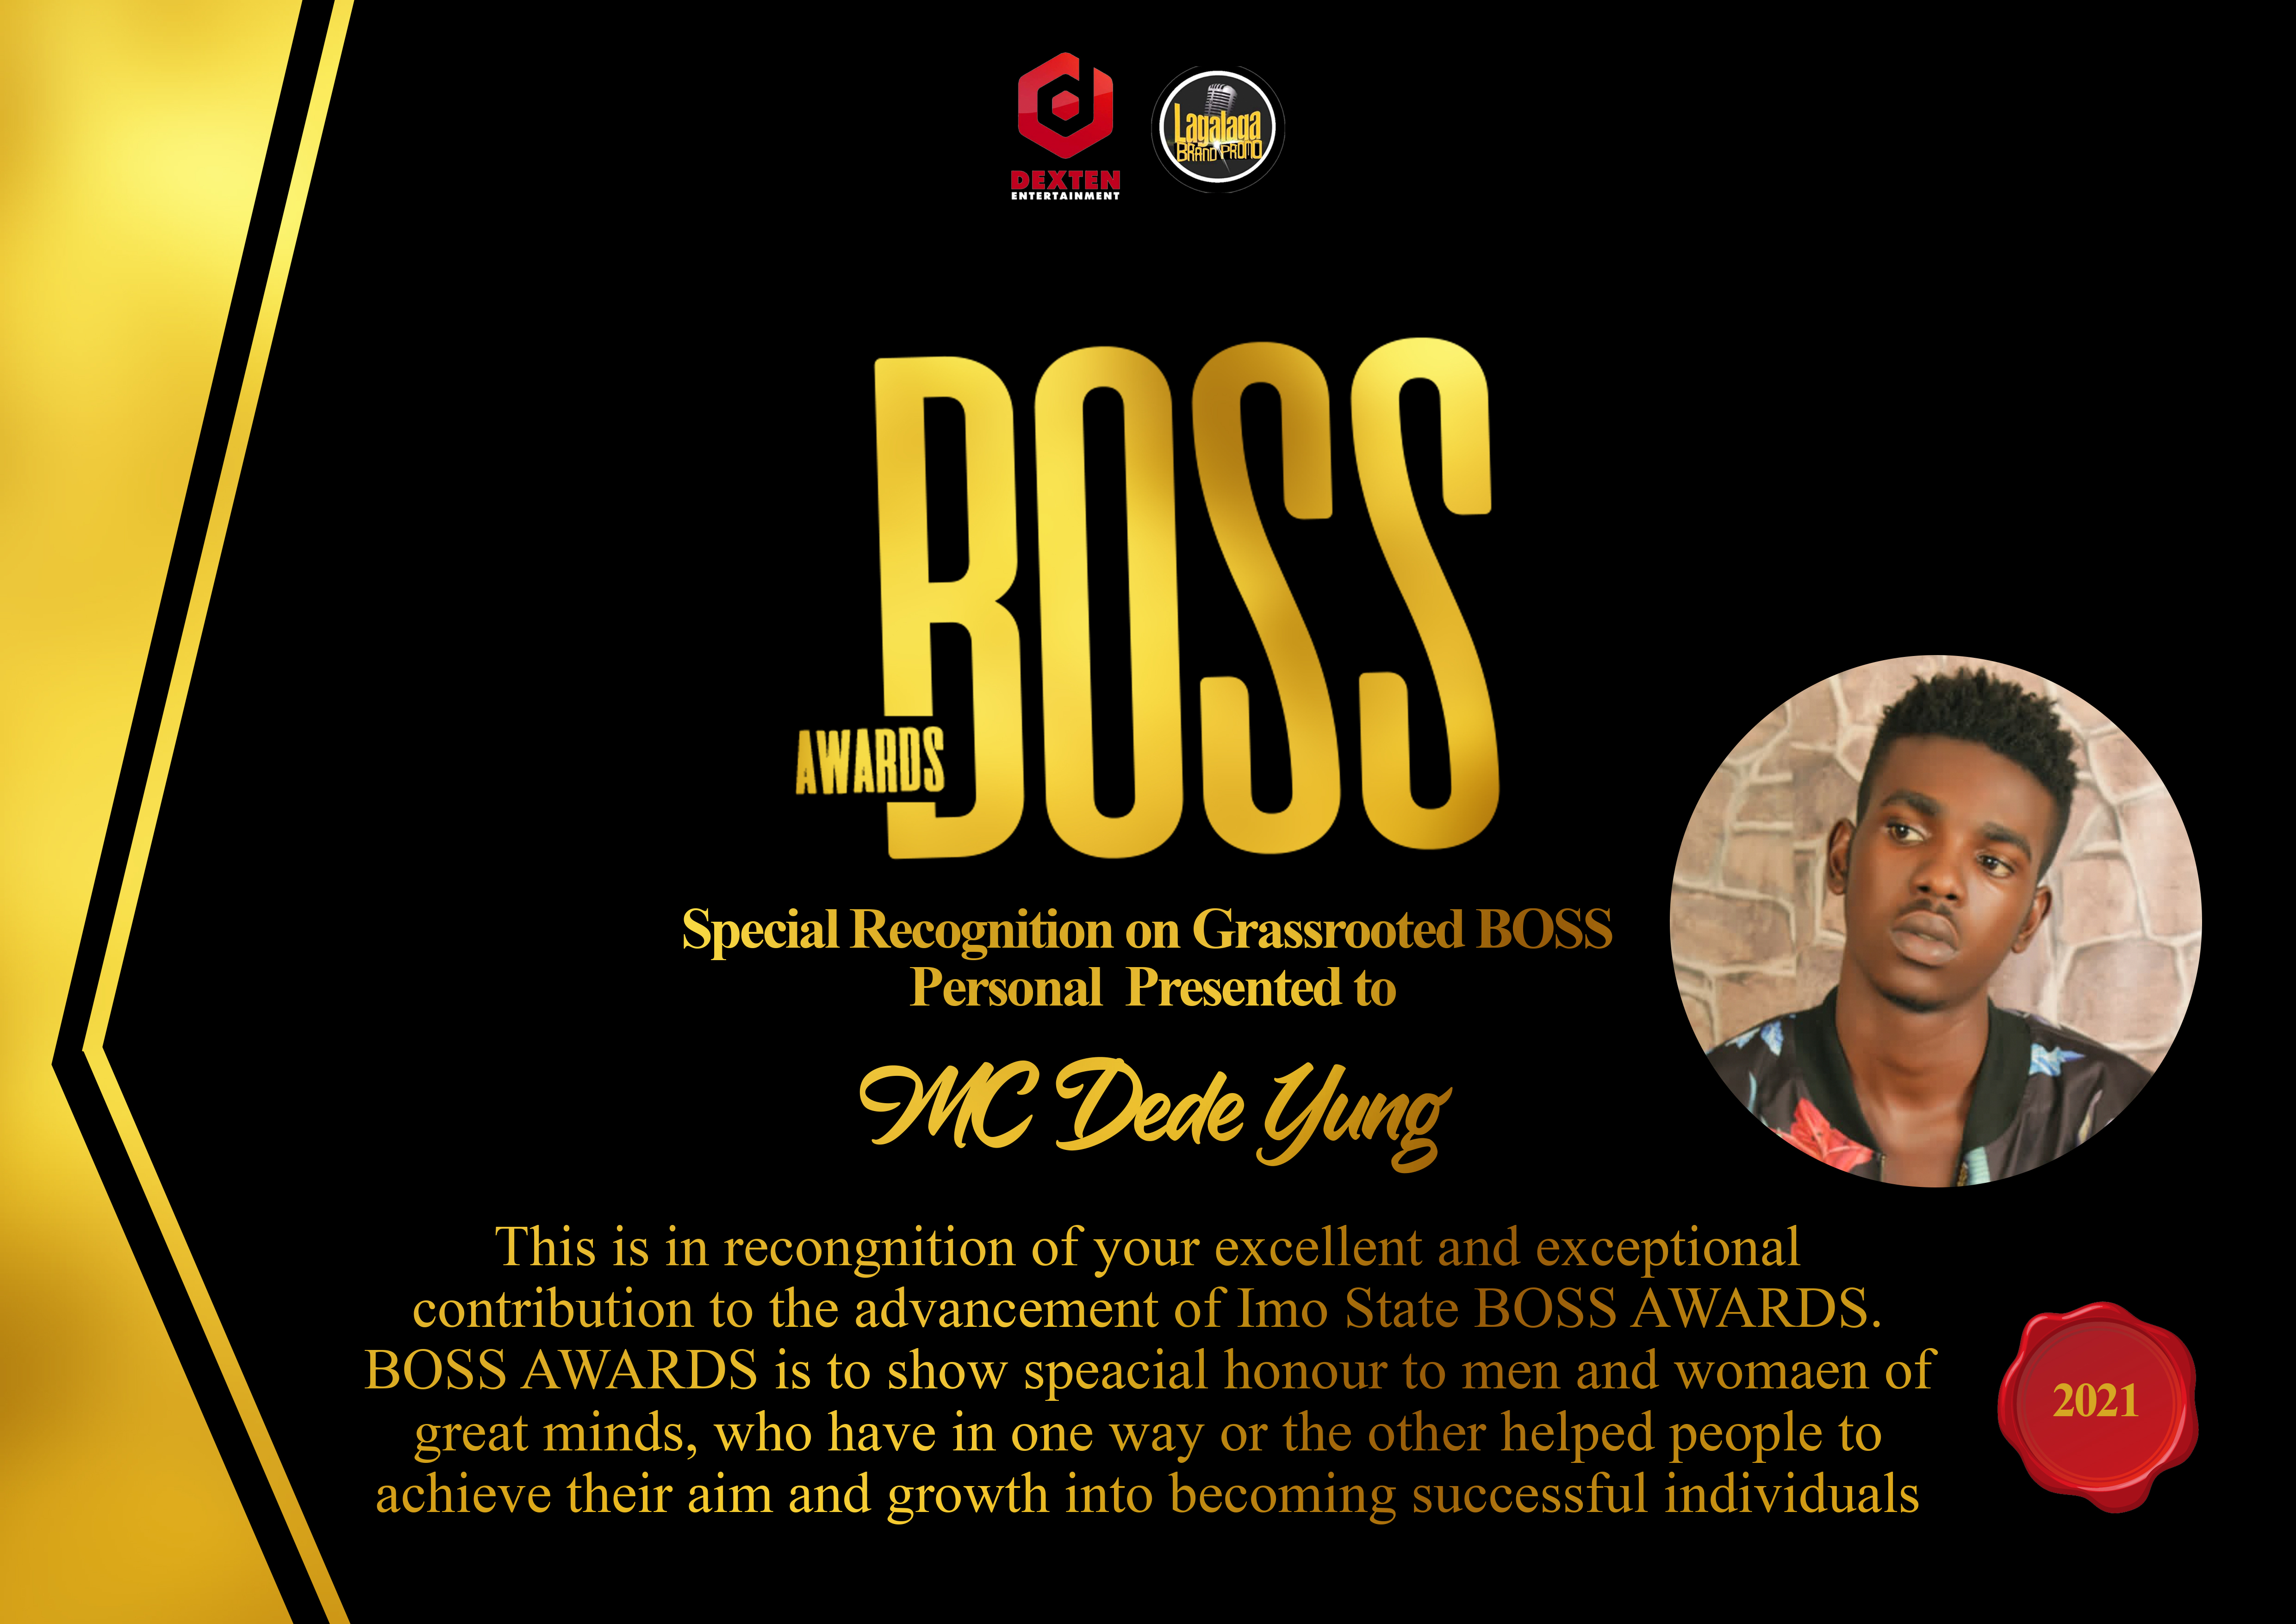 DEXTEN
ENTERTAINMENT
Lagalaga
BRAND PROMO
BOSS
AWARDS
Special Recognition on Grassrooted BOSS
Personal Presented to
MC Dede Yung
This is in recongnition of your excellent and exceptional
contribution to the advancement of Imo State BOSS AWARDS.
BOSS AWARDS is to show speacial honour to men and womaen of
great minds, who have in one way or the other helped people to
achieve their aim and growth into becoming successful individuals
2021